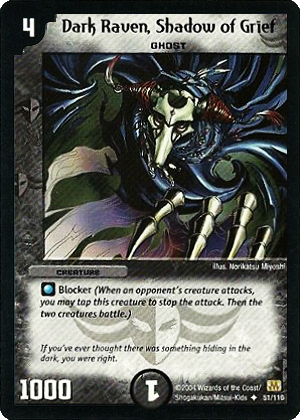 4 Dark Raven, Shadow of Grief
GHOST
Illus. Norikatsu Miyoshi
CREATURE
Blocker (When an opponent's creature attacks,
you may tap this creature to stop the attack. Then the
two creatures battle.)
If you've ever thought there was something hiding in
the dark, you were right.
1000
©2004 Wizards of the Coast/
Shogakukan/Mitsui-Kids ♦ 51/110